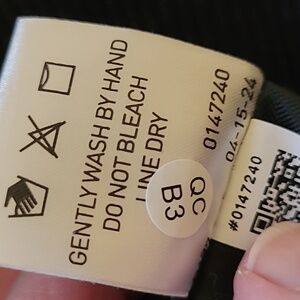 GENTLY WASH BY HAND
DO NOT BLEACH
LINE DRY
0147240
04-15-24
QC
B3
#0147240